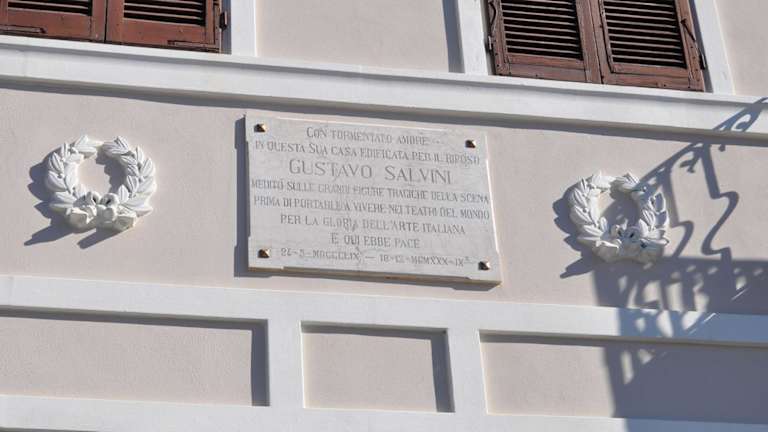 CON TORMENTATO AMORE
IN QUESTA SUA CASA EDIFICATA PER IL RIPOSO
GUSTAVO SALVINI
MEDITÒ SULLE GRANDI FIGURE TRAGICHE DELLA SCENA
PRIMA DI PORTARLE A VIVERE NEI TEATRI DEL MONDO
PER LA GLORIA DELL'ARTE ITALIANA
E QUI EBBE PACE